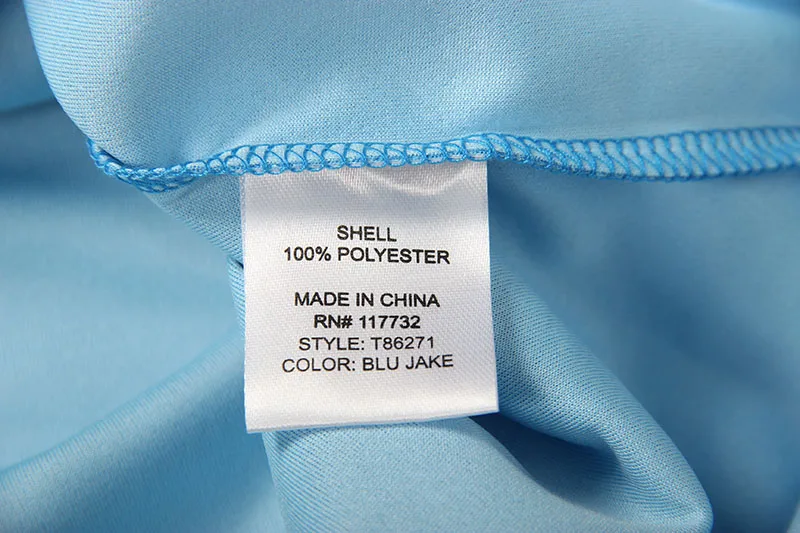 SHELL
100% POLYESTER
MADE IN CHINA
RN# 117732
STYLE: T86271
COLOR: BLU JAKE